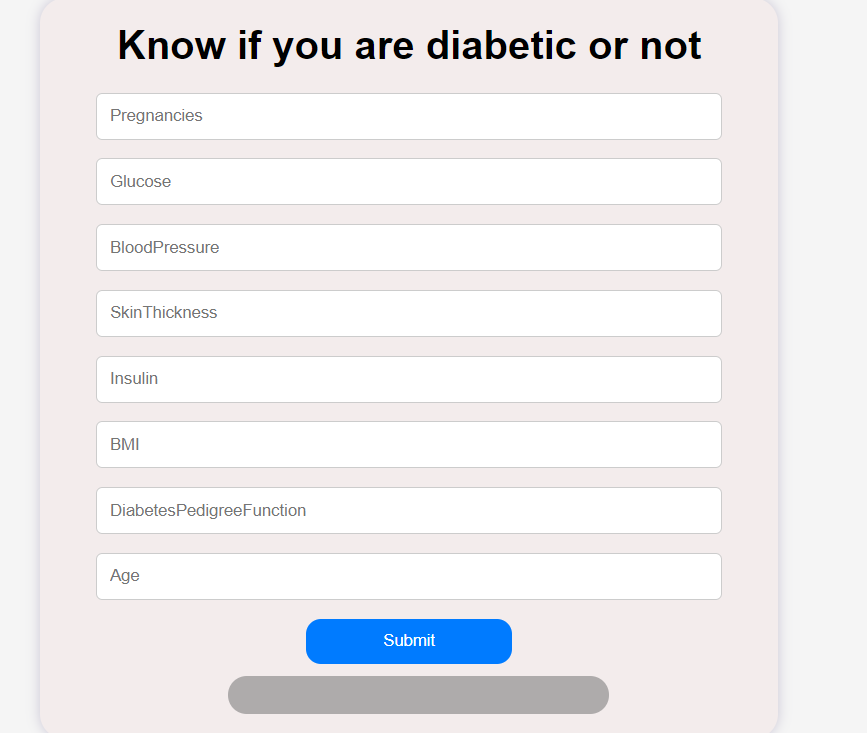 Know if you are diabetic or not
Pregnancies
Glucose
BloodPressure
SkinThickness
Insulin
BMI
DiabetesPedigreeFunction
Age
Submit